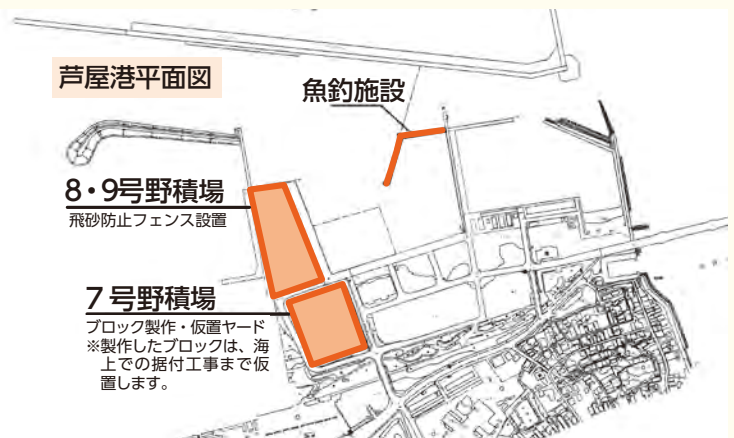 芦屋港平面図
魚釣施設
8・9号野積場
飛砂防止フェンス設置
7号野積場
ブロック製作・仮置ヤード
※製作したブロックは、海
上での据付工事まで仮
置します。